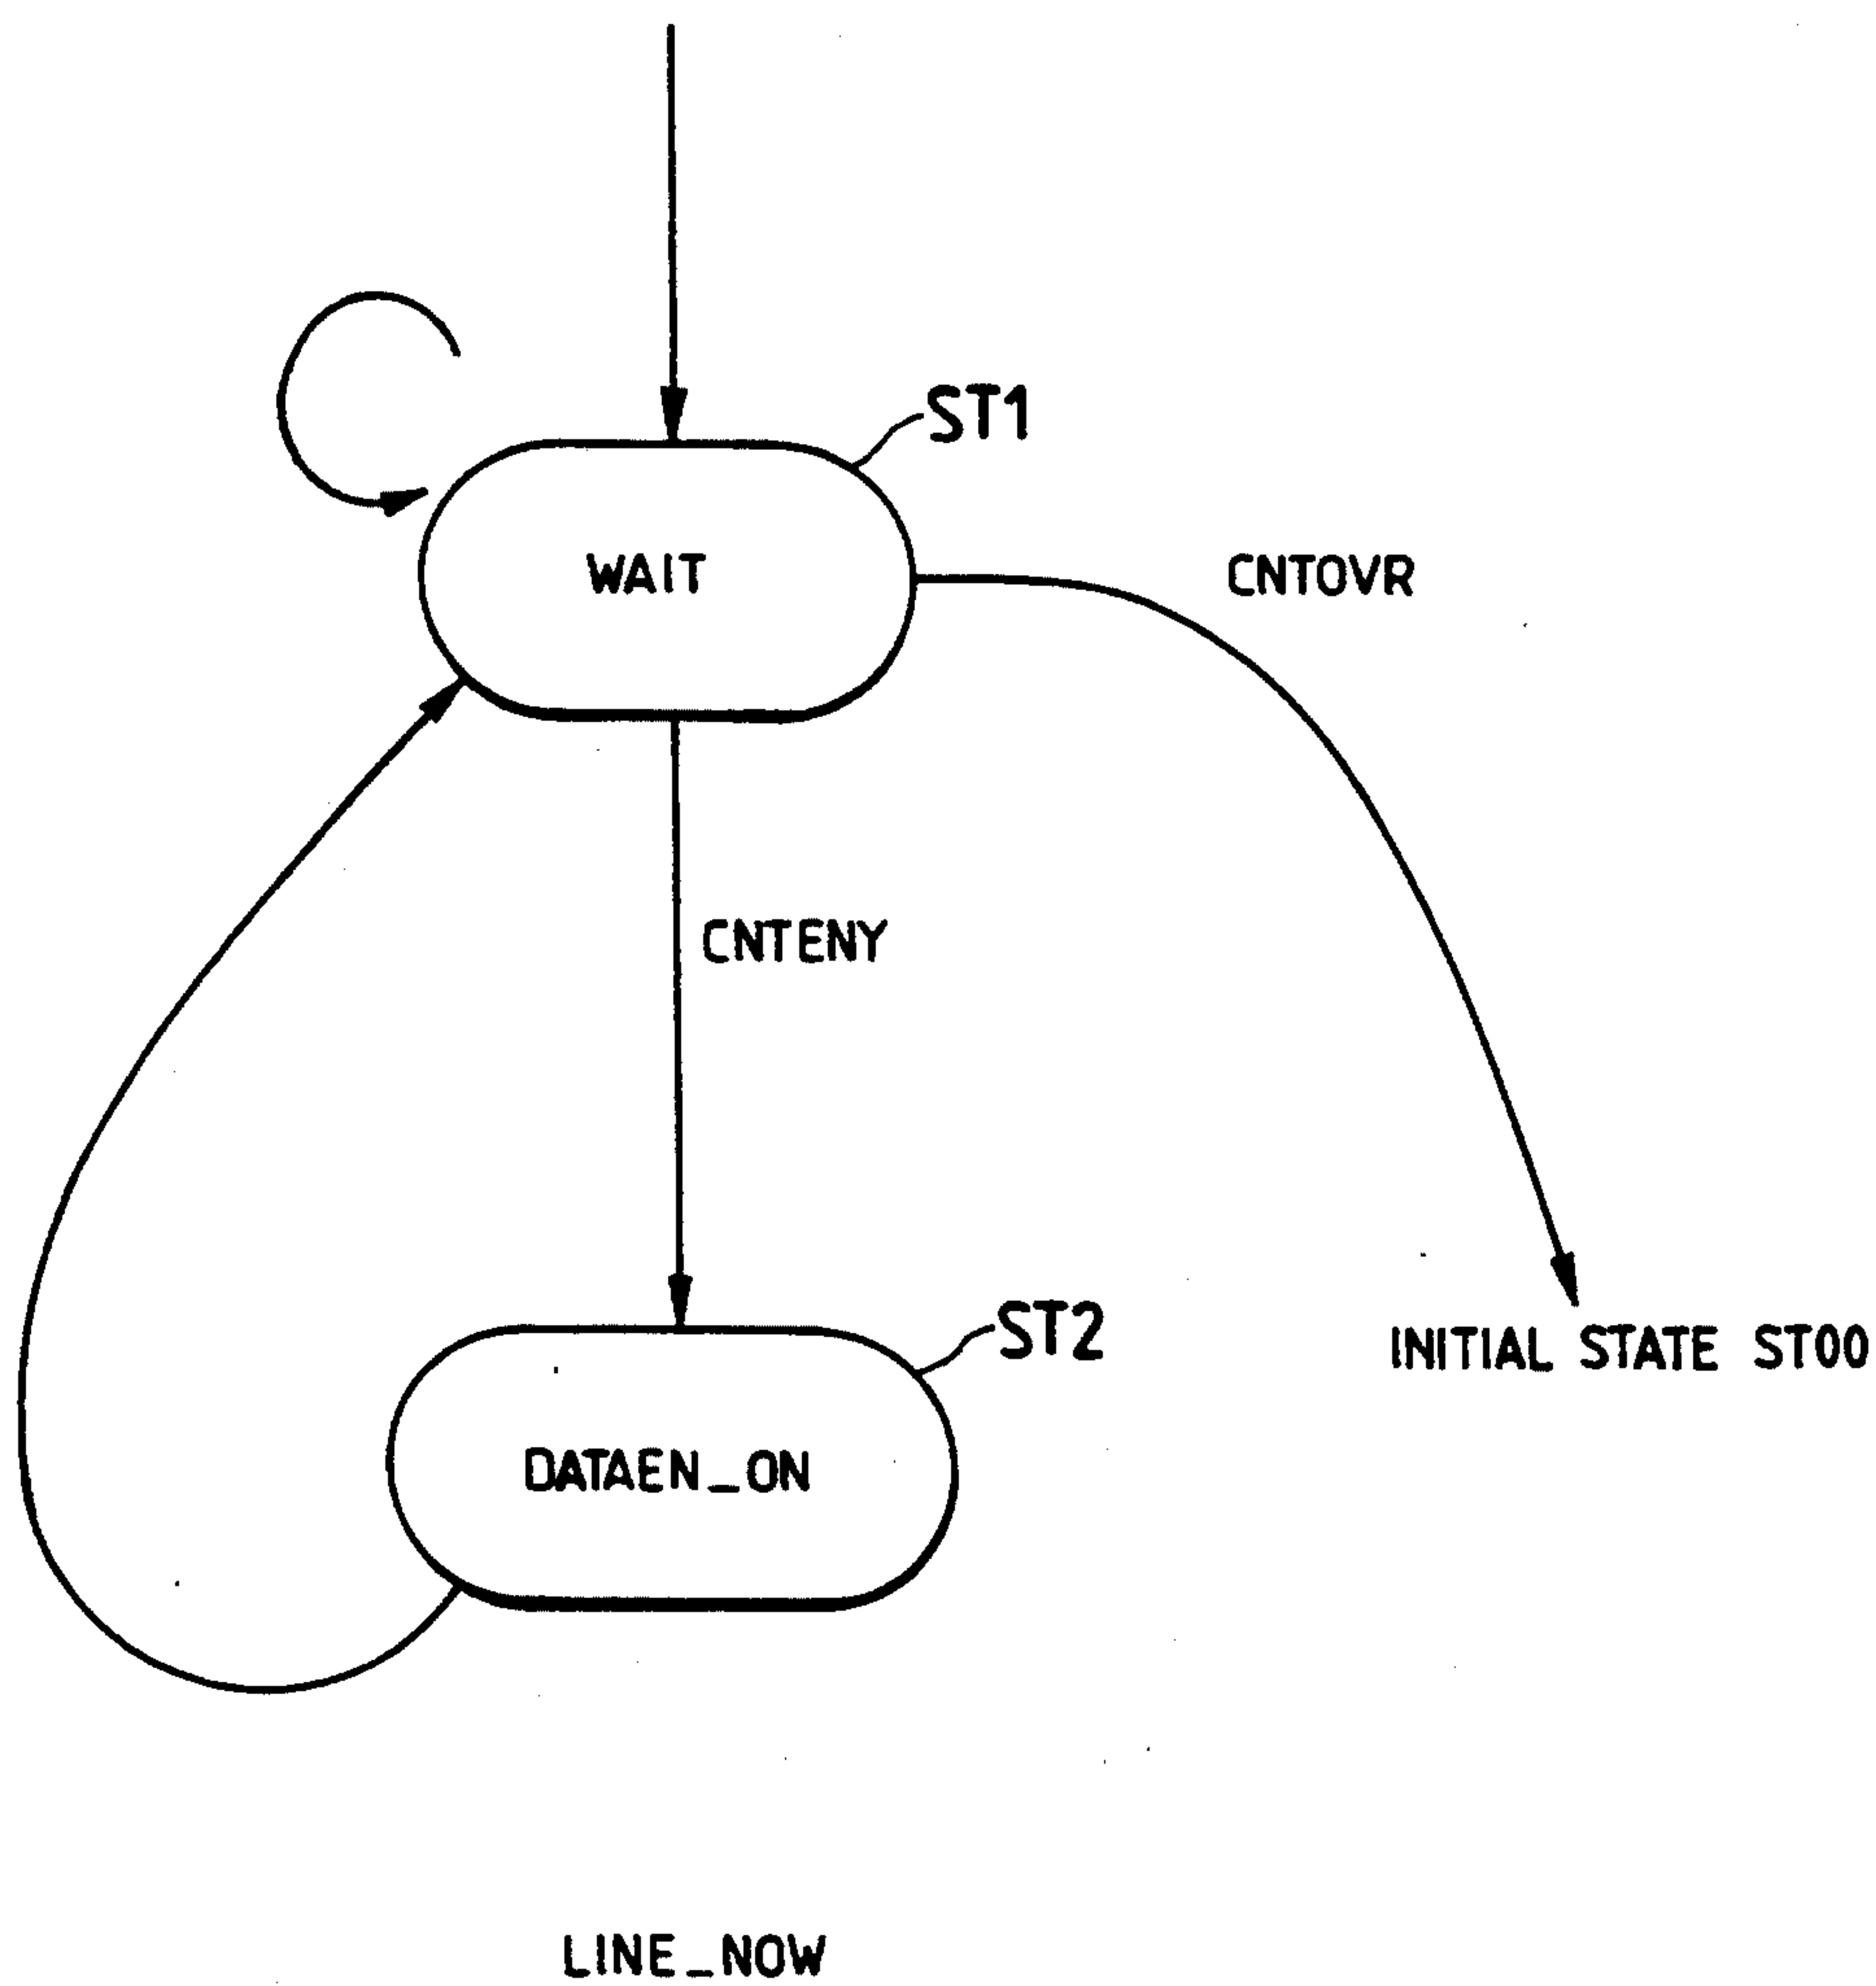 ST1
WAIT
CNTOVR
CNTENY
ST2
INITIAL STATE ST00
DATAEN_ON
LINE_NOW